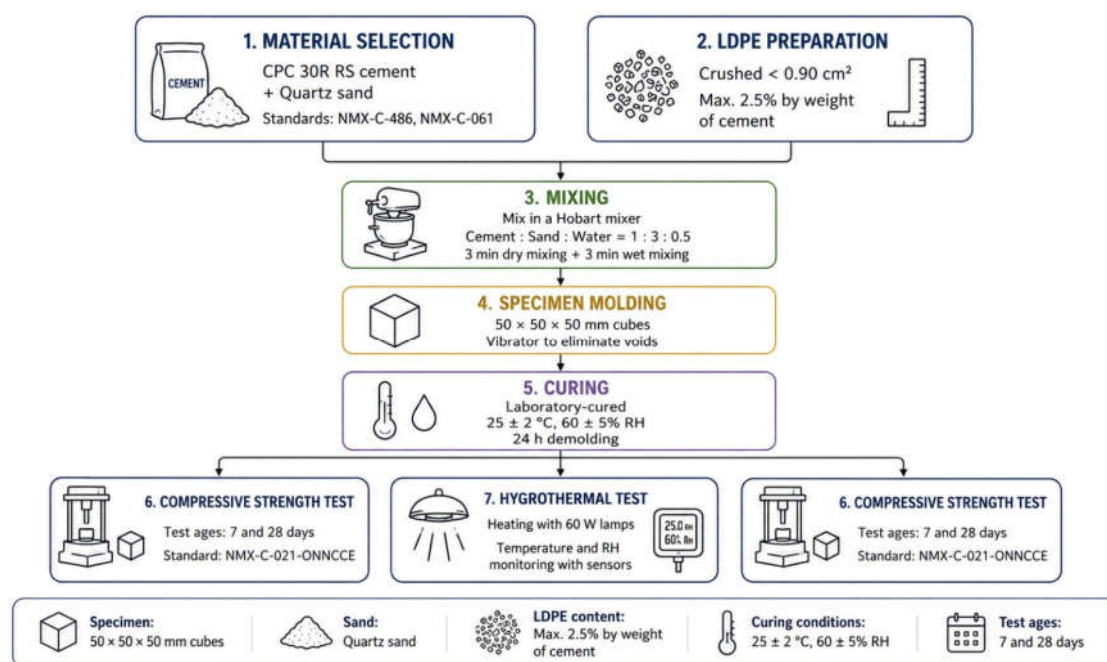 1. MATERIAL SELECTION
CEMENT
CPC 30R RS cement
+ Quartz sand
Standards: NMX-C-486, NMX-C-061
2. LDPE PREPARATION
Crushed < 0.90 cm²
Max. 2.5% by weight
of cement
3. MIXING
Mix in a Hobart mixer
Cement : Sand : Water = 1 : 3 : 0.5
3 min dry mixing + 3 min wet mixing
4. SPECIMEN MOLDING
50 × 50 × 50 mm cubes
Vibrator to eliminate voids
5. CURING
Laboratory-cured
25 ± 2 °C, 60 ± 5% RH
24 h demolding
6. COMPRESSIVE STRENGTH TEST
Test ages: 7 and 28 days
Standard: NMX-C-021-ONNCCE
7. HYGROTHERMAL TEST
Heating with 60 W lamps
Temperature and RH
monitoring with sensors
25.0 RH
60% RH
6. COMPRESSIVE STRENGTH TEST
Test ages: 7 and 28 days
Standard: NMX-C-021-ONNCCE
Specimen:
50 × 50 × 50 mm cubes
Sand:
Quartz sand
LDPE content:
Max. 2.5% by weight
of cement
Curing conditions:
25 ± 2 °C, 60 ± 5% RH
Test ages:
7 and 28 days